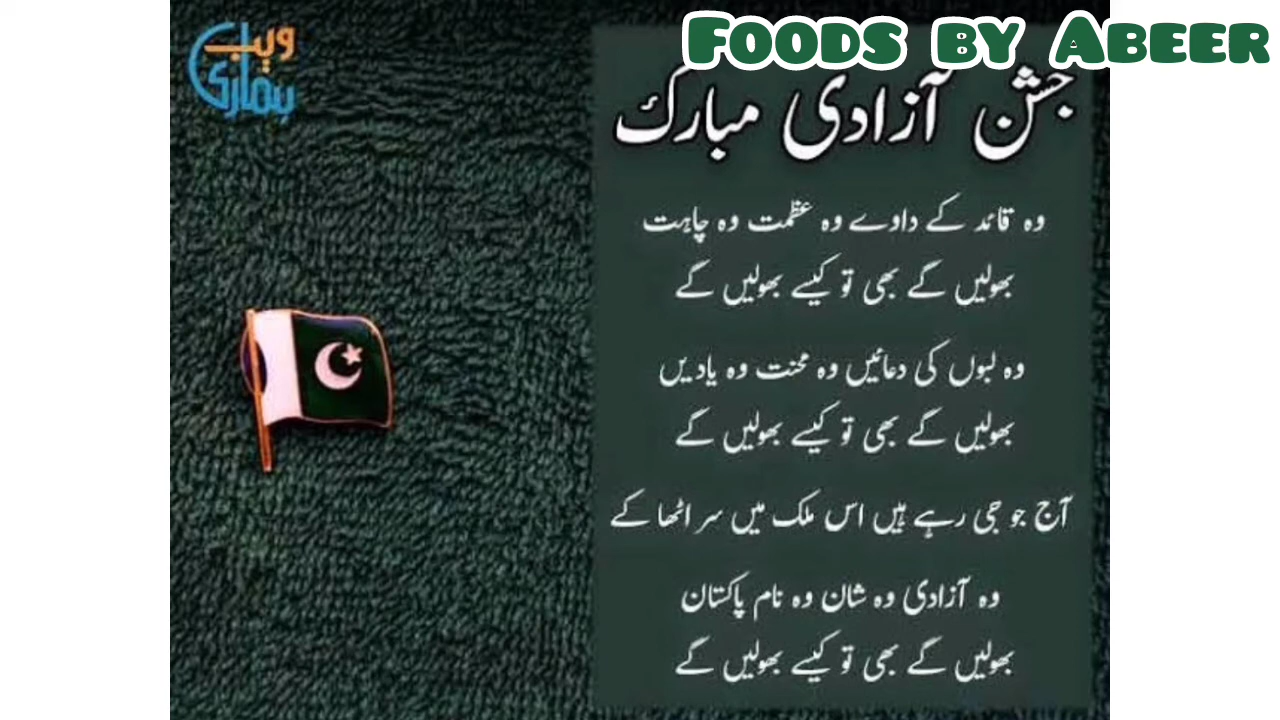 Foods by Abeer
ہماری
ویب
جشن آزادی مبارک
وہ قائد کے داوے وہ عظمت وہ چاہت
بھولیں گے بھی تو کیسے بھولیں گے
وہ لبوں کی دعائیں وہ محنت وہ یادیں
بھولیں گے بھی تو کیسے بھولیں گے
آج جو جی رہے ہیں اس ملک میں سر اٹھا کے
وہ آزادی وہ شان وہ نام پاکستان
بھولیں گے بھی تو کیسے بھولیں گے